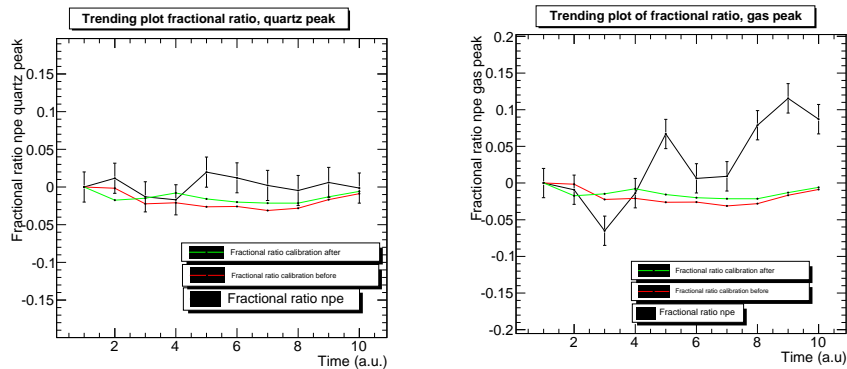 Trending plot fractional ratio, quartz peak
Fractional ratio npe quartz peak
0.15
0.1
0.05
0
-0.05
-0.1
-0.15
Fractional ratio calibration after
Fractional ratio calibration before
Fractional ratio npe
2 4 6 8 10
Time (a.u.)
Trending plot of fractional ratio, gas peak
Fractional ratio npe gas peak
0.2
0.15
0.1
0.05
0
-0.05
-0.1
-0.15
-0.2
Fractional ratio calibration after
Fractional ratio calibration before
Fractional ratio npe
2 4 6 8 10
Time (a.u)